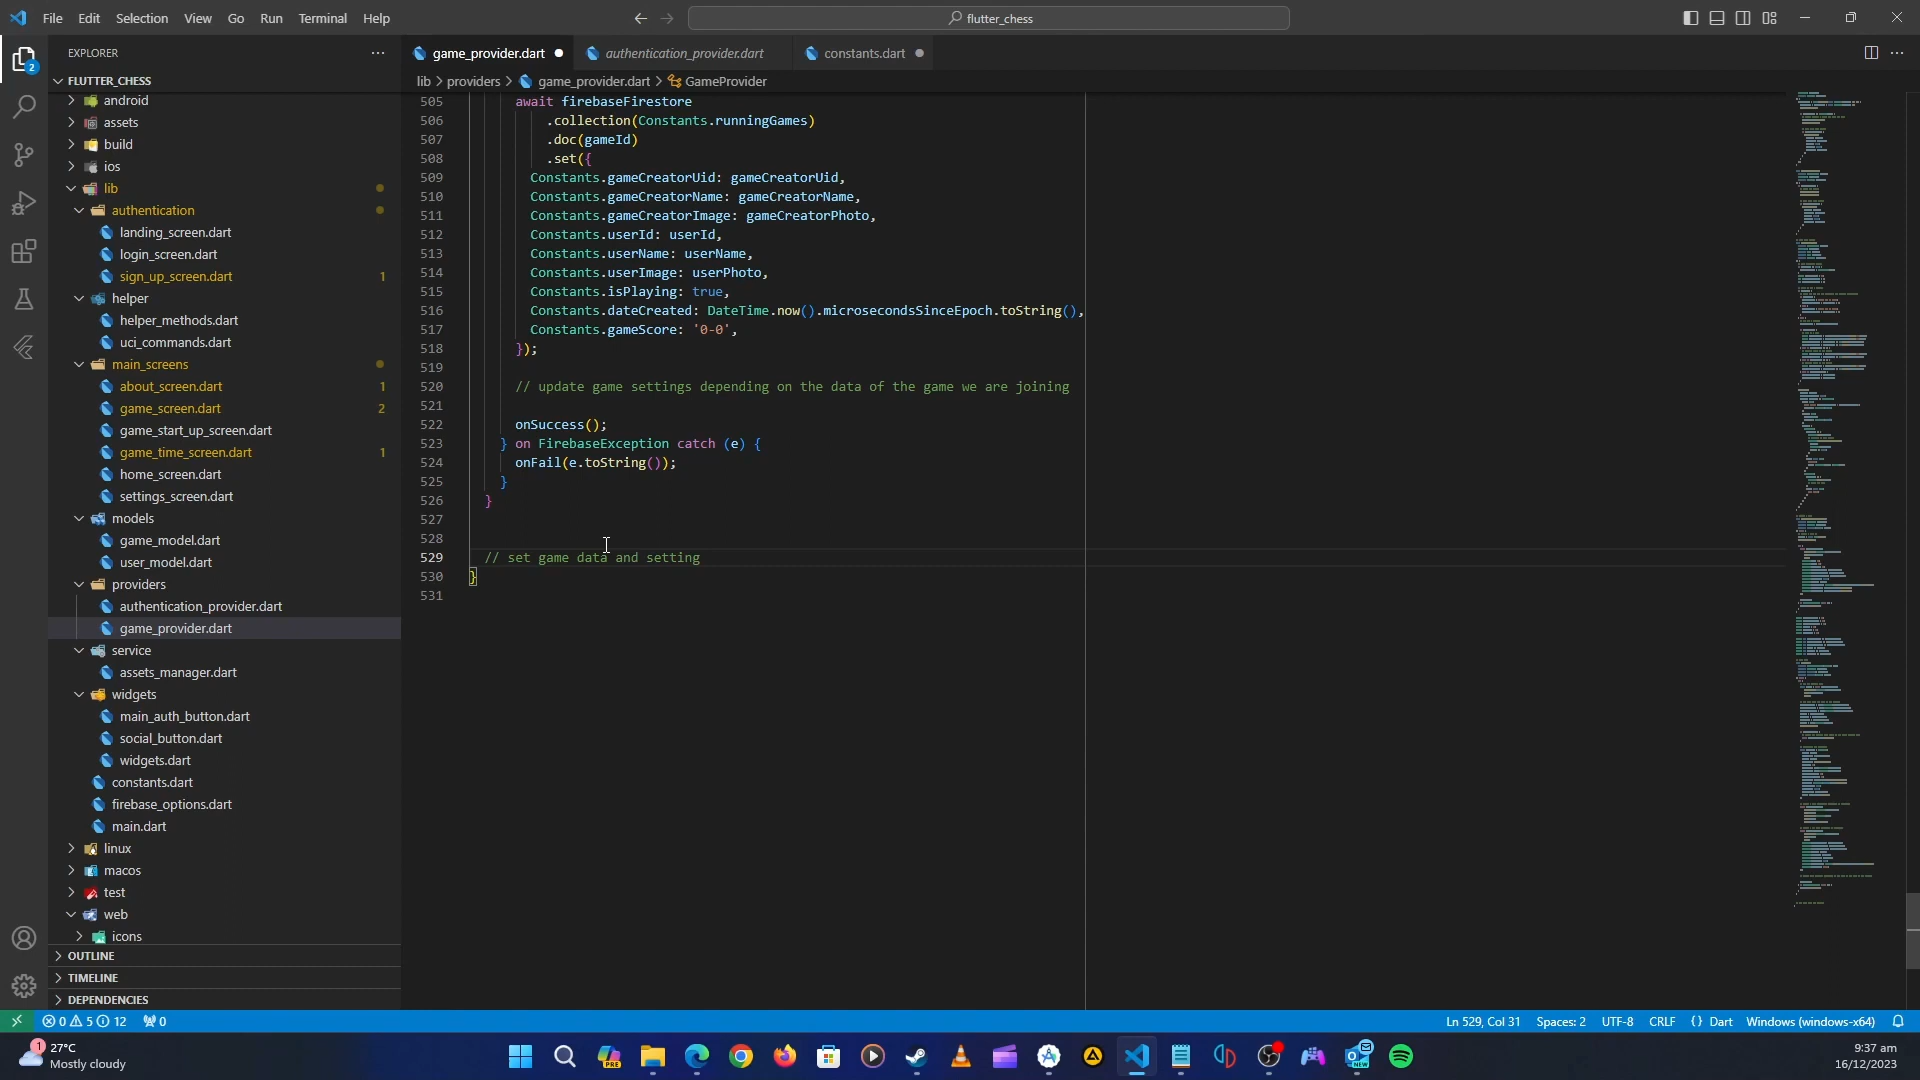 File Edit Selection View Go Run Terminal Help
flutter_chess
EXPLORER
FLUTTER_CHESS
android
assets
build
ios
lib
authentication
landing_screen.dart
login_screen.dart
sign_up_screen.dart 1
helper
helper_methods.dart
uci_commands.dart
main_screens
about_screen.dart 1
game_screen.dart 2
game_start_up_screen.dart
game_time_screen.dart 1
home_screen.dart
settings_screen.dart
models
game_model.dart
user_model.dart
providers
authentication_provider.dart
game_provider.dart
service
assets_manager.dart
widgets
main_auth_button.dart
social_button.dart
widgets.dart
constants.dart
firebase_options.dart
main.dart
linux
macos
test
web
icons
OUTLINE
TIMELINE
DEPENDENCIES
2
game_provider.dart authentication_provider.dart constants.dart
lib > providers > game_provider.dart > GameProvider
505 await firebaseFirestore
506 .collection(Constants.runningGames)
507 .doc(gameId)
508 .set({
509 Constants.gameCreatorUid: gameCreatorUid,
510 Constants.gameCreatorName: gameCreatorName,
511 Constants.gameCreatorImage: gameCreatorPhoto,
512 Constants.userId: userId,
513 Constants.userName: userName,
514 Constants.userImage: userPhoto,
515 Constants.isPlaying: true,
516 Constants.dateCreated: DateTime.now().microsecondsSinceEpoch.toString(),
517 Constants.gameScore: '0-0',
518 });
519
520 // update game settings depending on the data of the game we are joining
521
522 onSuccess();
523 } on FirebaseException catch (e) {
524 onFail(e.toString());
525 }
526 }
527
528
529 // set game data and setting
530 }
531
0 5 12 0
Ln 529, Col 31 Spaces: 2 UTF-8 CRLF {} Dart Windows (windows-x64)
1 27°C
Mostly cloudy
PRE
NEW
9:37 am
16/12/2023